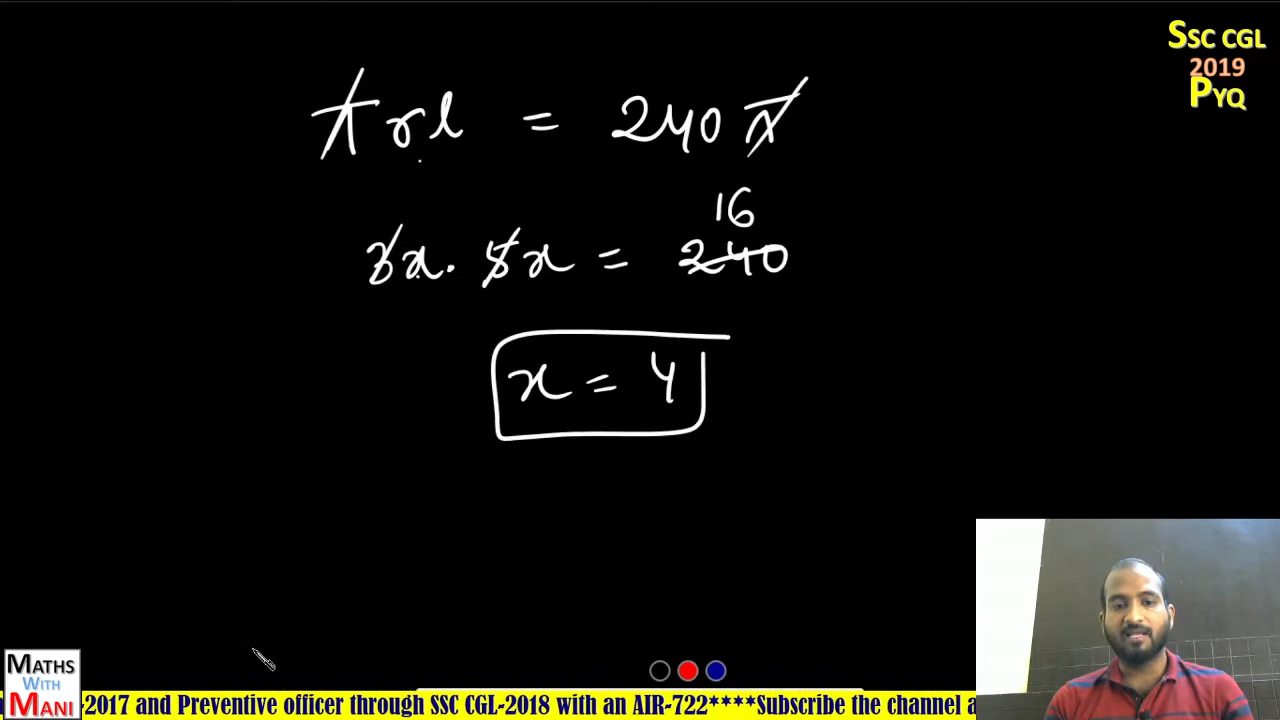 SSC CGL
2019
PYQ
πrl = 240π
16
3x . 5x = 240
x = 4
MATHS
WITH
MANI
-2017 and Preventive officer through SSC CGL-2018 with an AIR-722****Subscribe the channel a